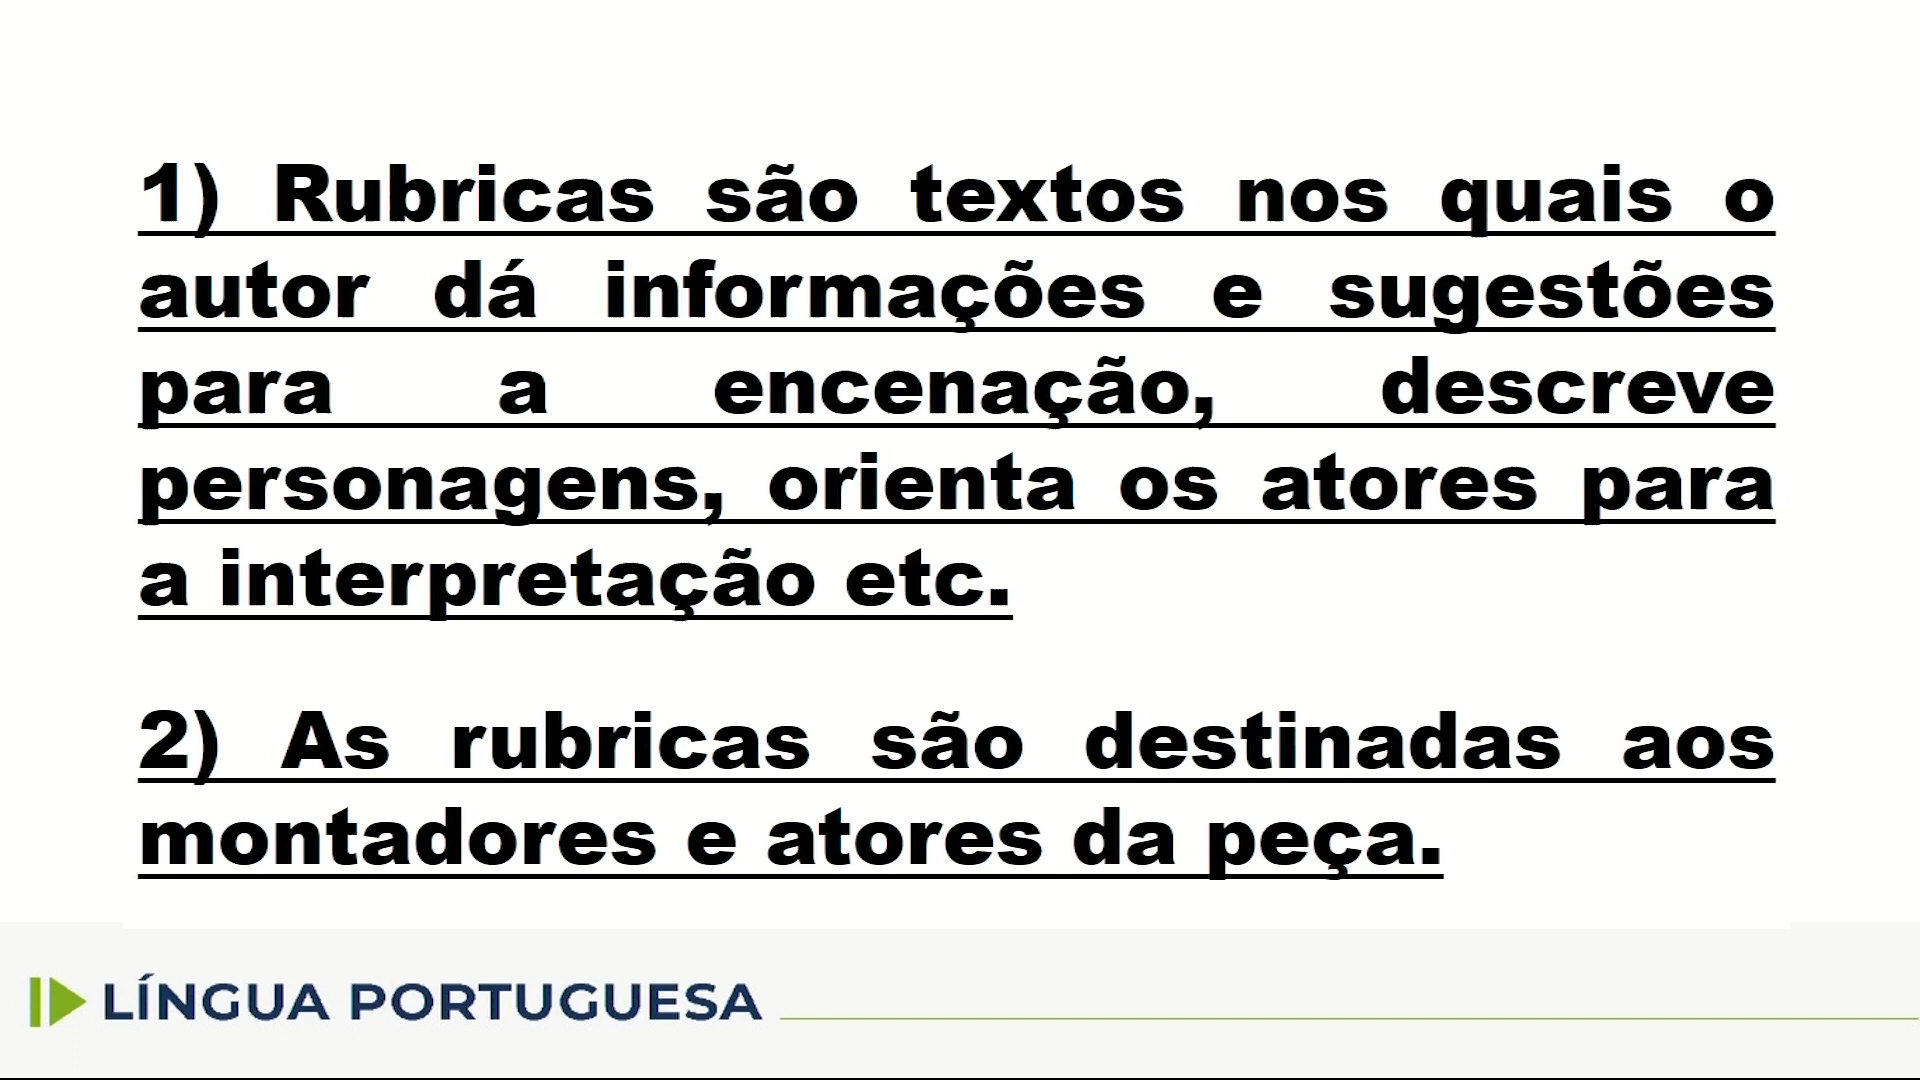 1) Rubricas são textos nos quais o
autor dá informações e sugestões
para a encenação, descreve
personagens, orienta os atores para
a interpretação etc.
2) As rubricas são destinadas aos
montadores e atores da peça.
LÍNGUA PORTUGUESA